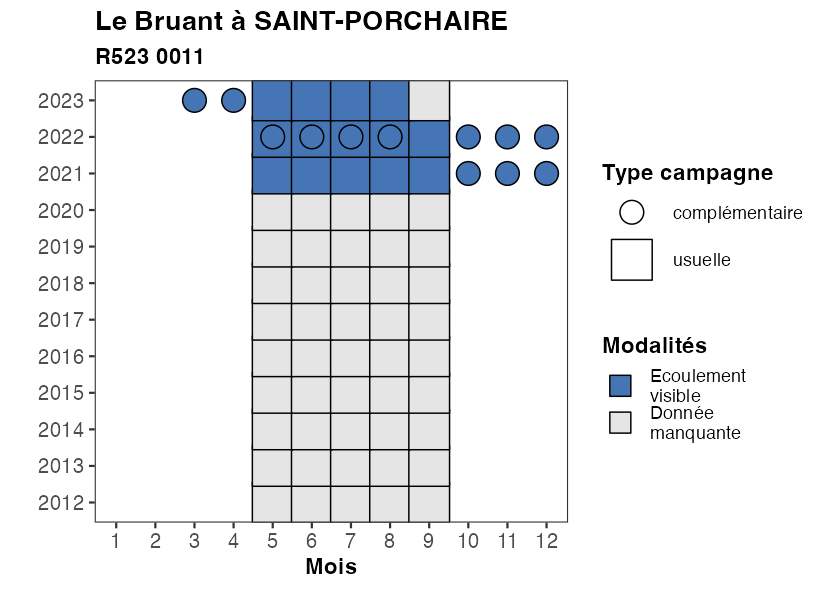 Le Bruant à SAINT-PORCHAIRE
R523 0011
2023
2022
2021
2020
2019
2018
2017
2016
2015
2014
2013
2012
1 2 3 4 5 6 7 8 9 10 11 12
Mois
Type campagne
complémentaire
usuelle
Modalités
Ecoulement
visible
Donnée
manquante